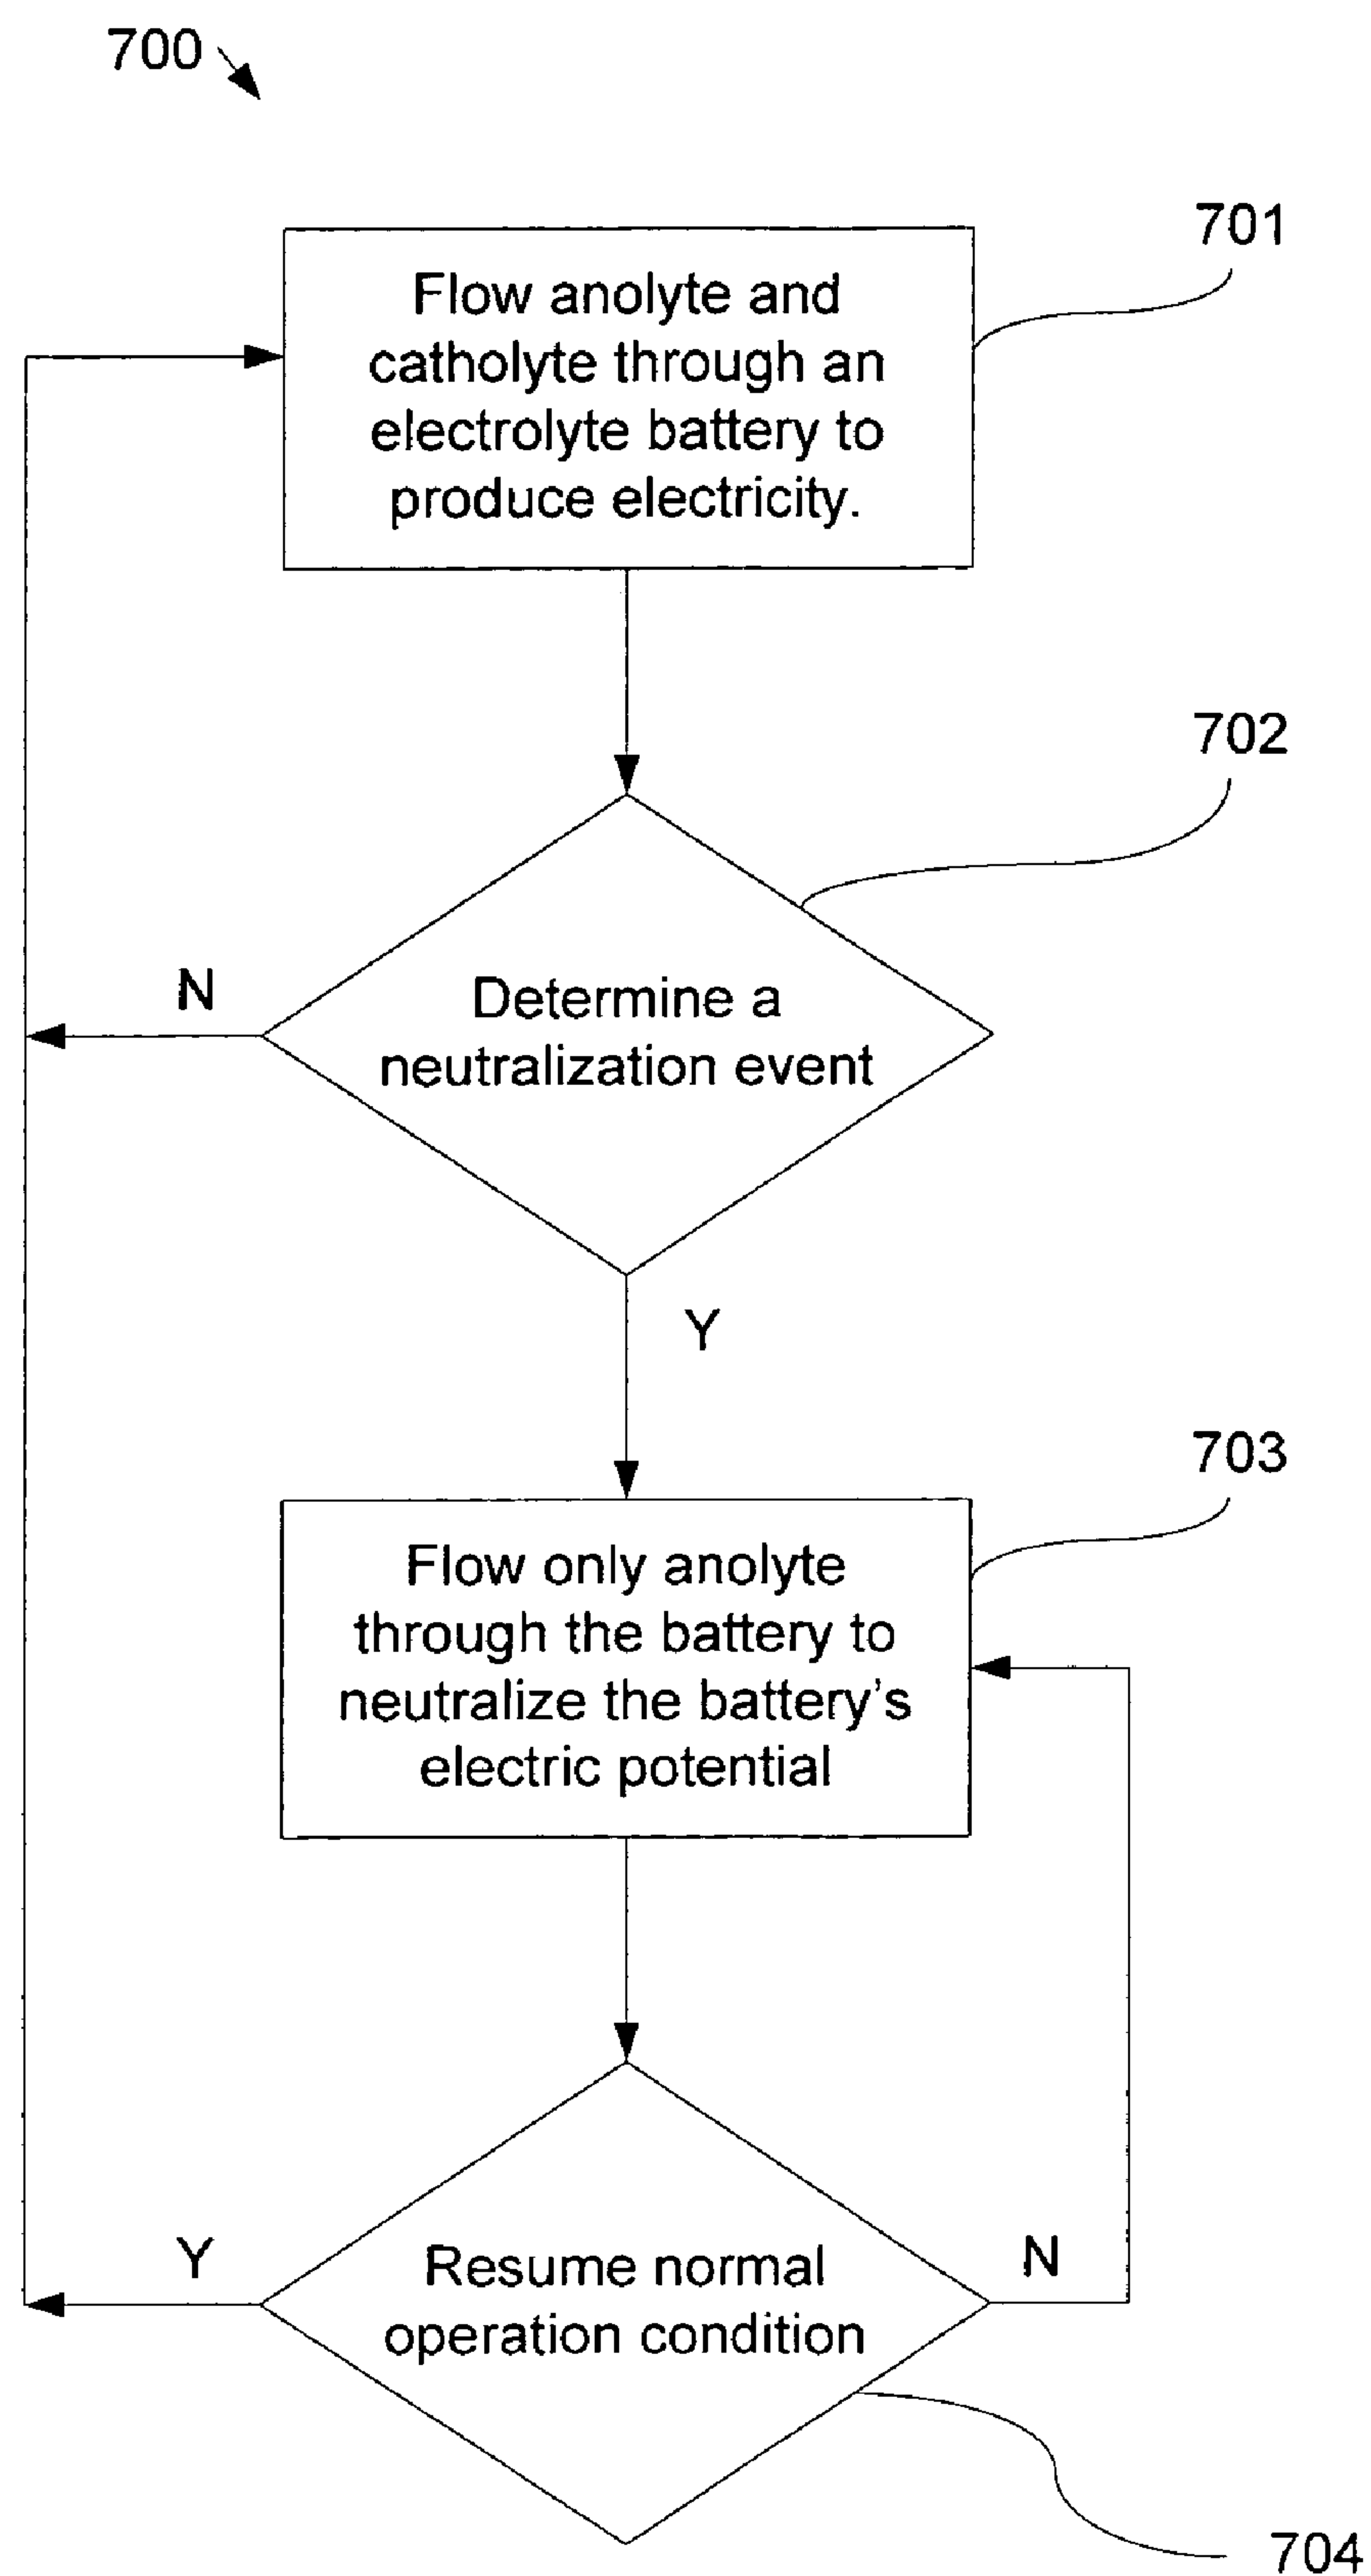 700
701
Flow anolyte and
catholyte through an
electrolyte battery to
produce electricity.
702
N
Determine a
neutralization event
Y
703
Flow only anolyte
through the battery to
neutralize the battery's
electric potential
Y
Resume normal
operation condition
N
704